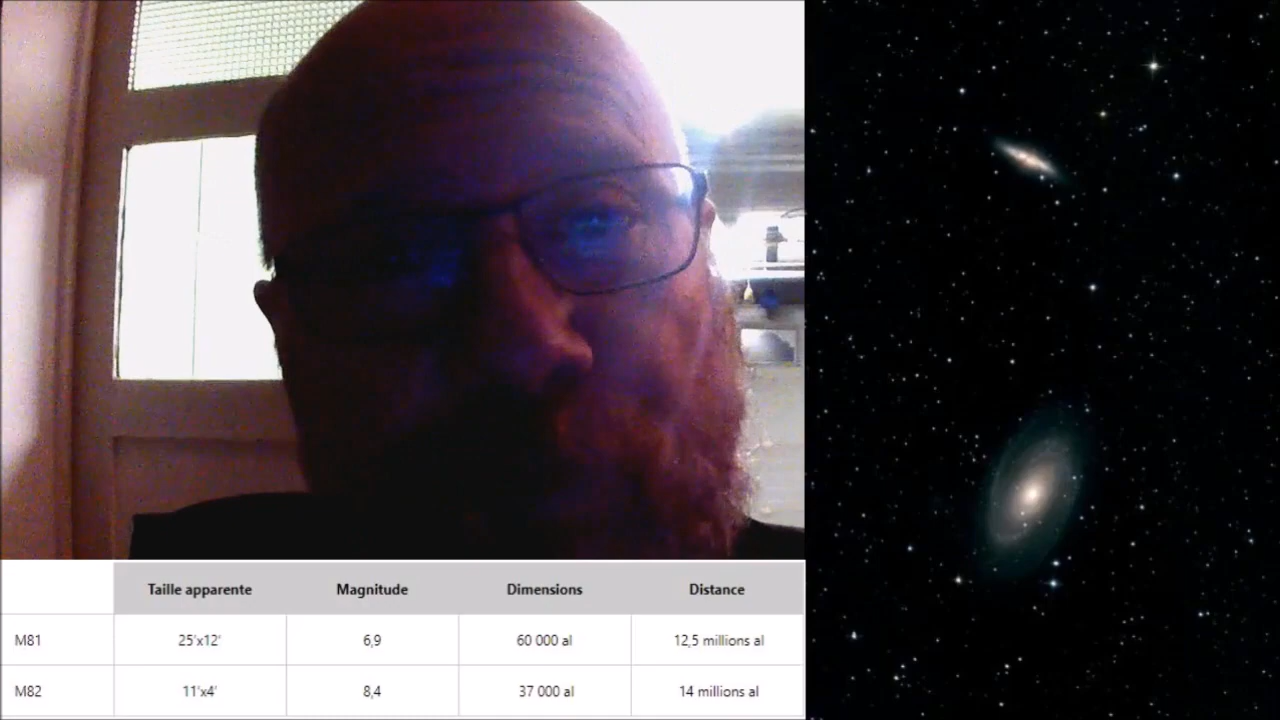 Taille apparente Magnitude Dimensions Distance
M81 25'x12' 6,9 60 000 al 12,5 millions al
M82 11'x4' 8,4 37 000 al 14 millions al